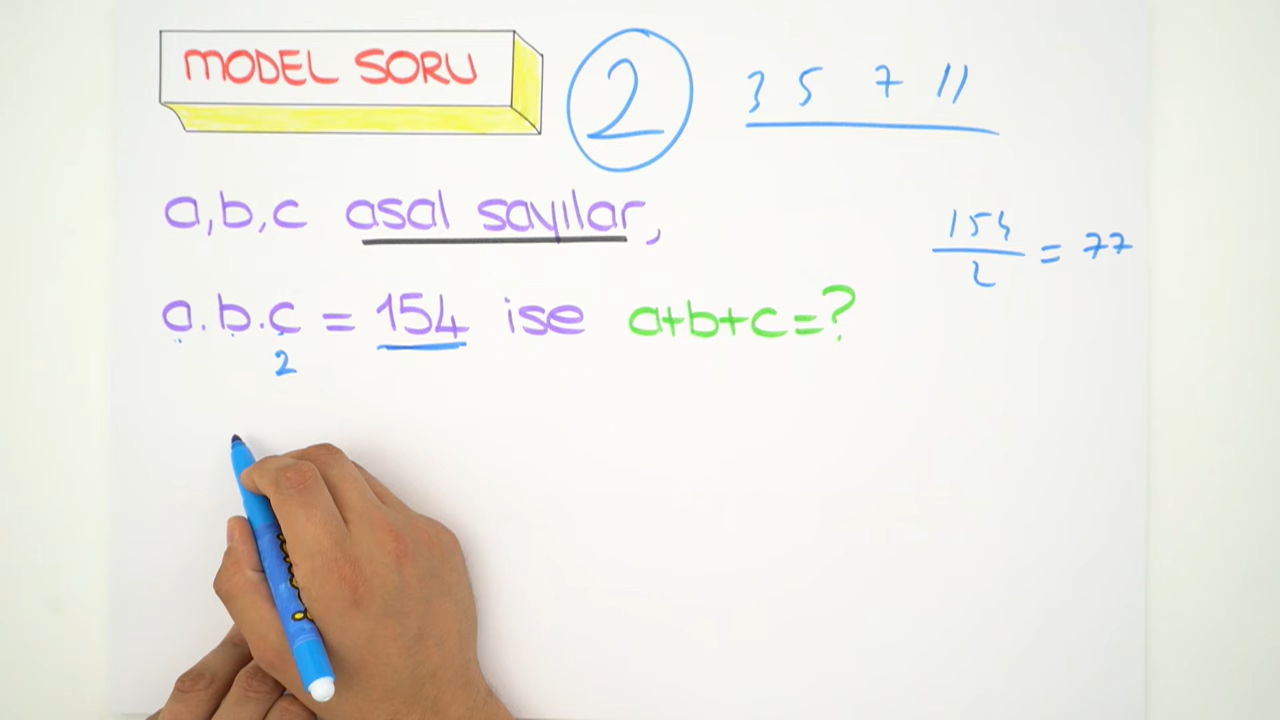 MODEL SORU
2
3 5 7 11
a,b,c asal sayılar,
154
2
= 77
a.b.c = 154 ise a+b+c=?
2